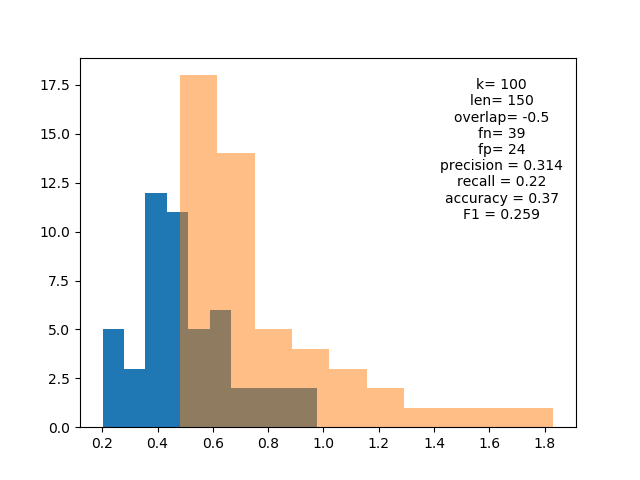 17.5
15.0
12.5
10.0
7.5
5.0
2.5
0.0
k= 100
len= 150
overlap= -0.5
fn= 39
fp= 24
precision = 0.314
recall = 0.22
accuracy = 0.37
F1 = 0.259
0.2 0.4 0.6 0.8 1.0 1.2 1.4 1.6 1.8